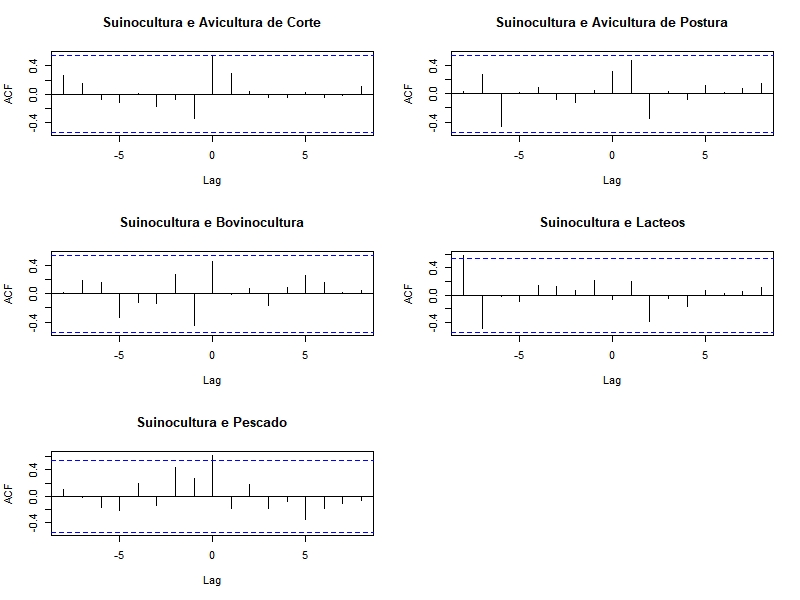 Suinocultura e Avicultura de Corte
ACF
0.4
0.0
-0.4
-5 0 5
Lag
Suinocultura e Avicultura de Postura
ACF
0.4
0.0
-0.4
-5 0 5
Lag
Suinocultura e Bovinocultura
ACF
0.4
0.0
-0.4
-5 0 5
Lag
Suinocultura e Lacteos
ACF
0.4
0.0
-0.4
-5 0 5
Lag
Suinocultura e Pescado
ACF
0.4
0.0
-0.4
-5 0 5
Lag